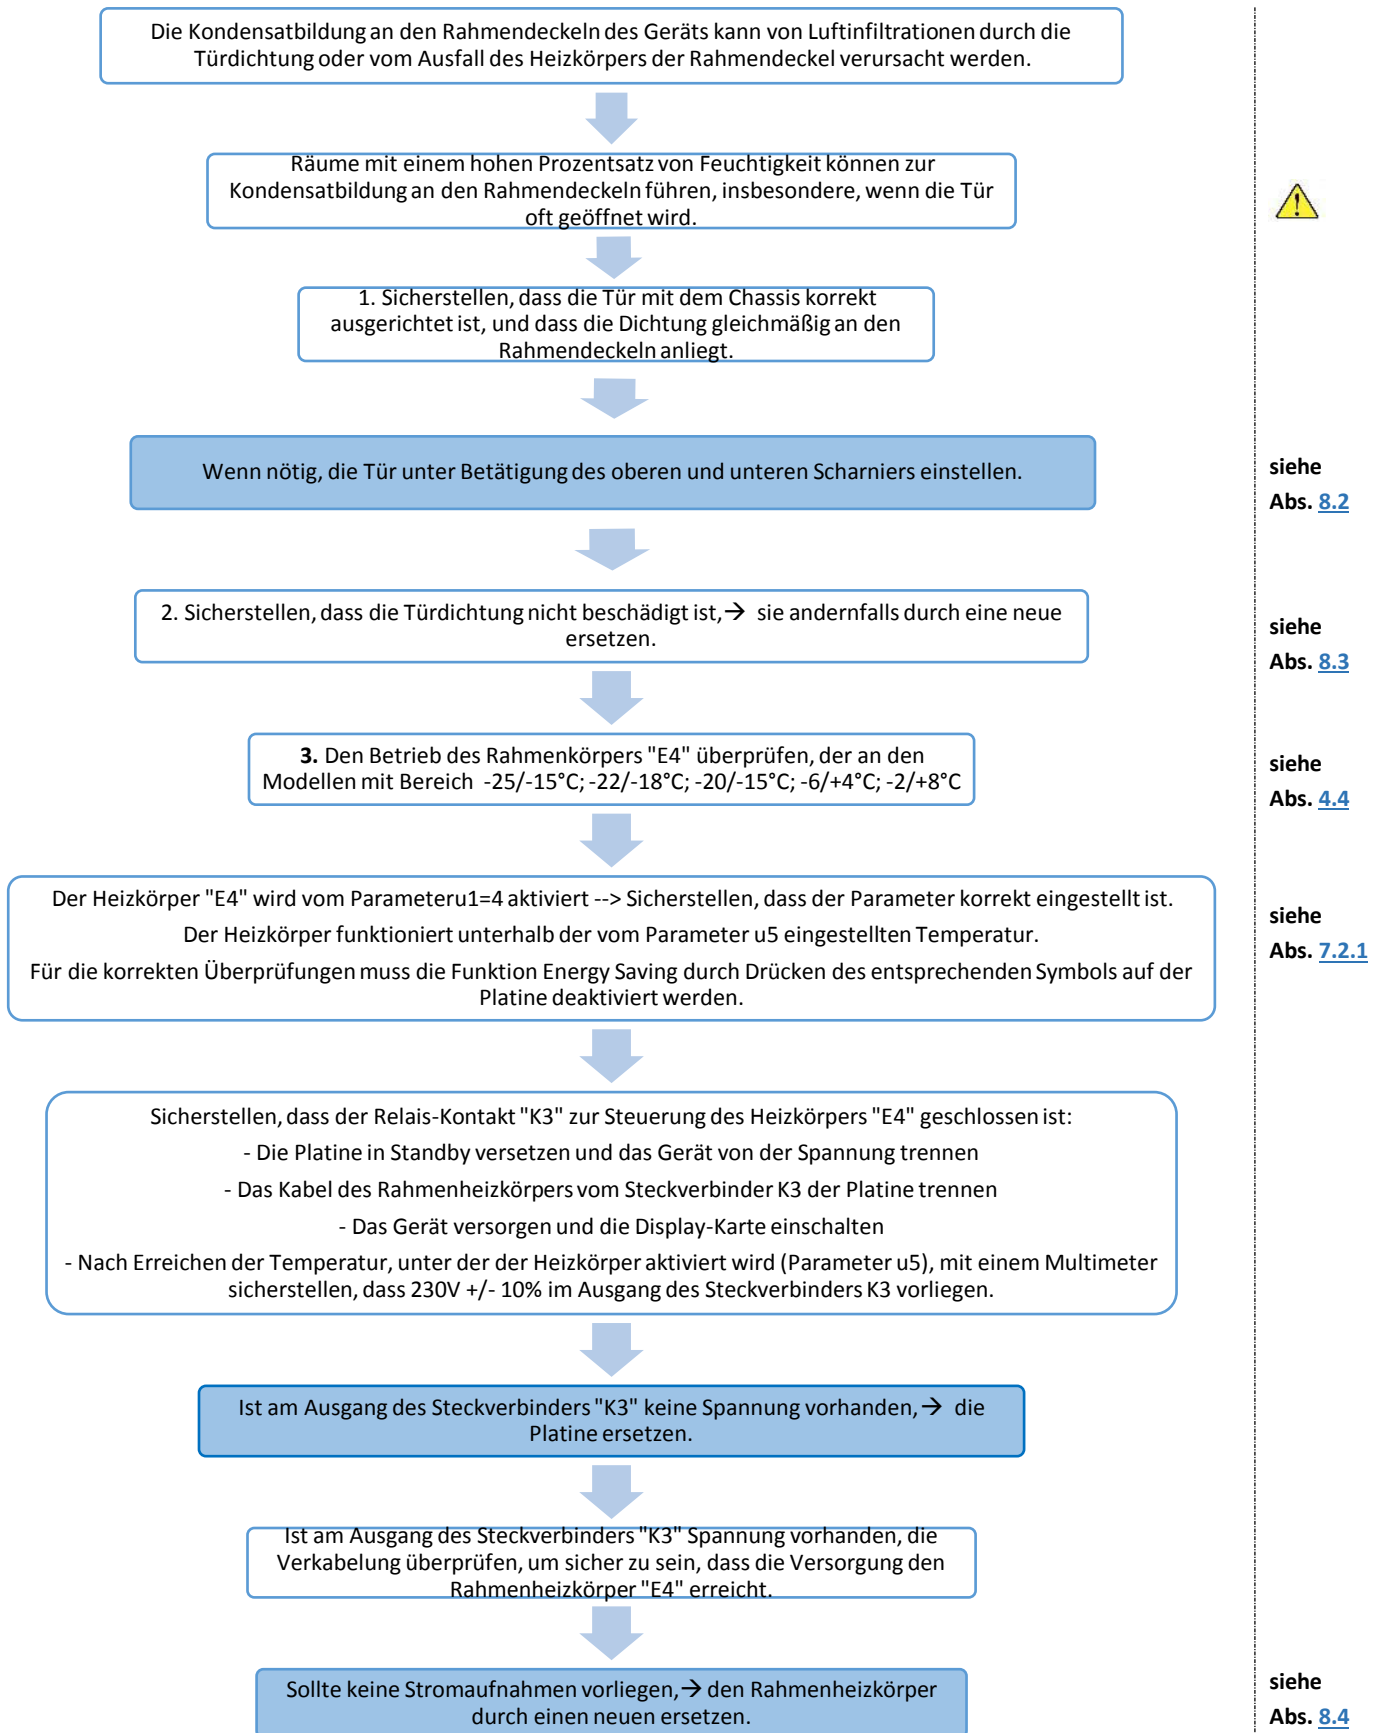 Die Kondensatbildung an den Rahmendeckeln des Geräts kann von Luftinfiltrationen durch die
Türdichtung oder vom Ausfall des Heizkörpers der Rahmendeckel verursacht werden.
Räume mit einem hohen Prozentsatz von Feuchtigkeit können zur
Kondensatbildung an den Rahmendeckeln führen, insbesondere, wenn die Tür
oft geöffnet wird.
1. Sicherstellen, dass die Tür mit dem Chassis korrekt
ausgerichtet ist, und dass die Dichtung gleichmäßig an den
Rahmendeckeln anliegt.
Wenn nötig, die Tür unter Betätigung des oberen und unteren Scharniers einstellen.
siehe
Abs. 8.2
2. Sicherstellen, dass die Türdichtung nicht beschädigt ist,→ sie andernfalls durch eine neue
ersetzen.
siehe
Abs. 8.3
3. Den Betrieb des Rahmenkörpers "E4" überprüfen, der an den
Modellen mit Bereich -25/-15°C; -22/-18°C; -20/-15°C; -6/+4°C; -2/+8°C
siehe
Abs. 4.4
Der Heizkörper "E4" wird vom Parameteru1=4 aktiviert --> Sicherstellen, dass der Parameter korrekt eingestellt ist.
Der Heizkörper funktioniert unterhalb der vom Parameter u5 eingestellten Temperatur.
Für die korrekten Überprüfungen muss die Funktion Energy Saving durch Drücken des entsprechenden Symbols auf der
Platine deaktiviert werden.
siehe
Abs. 7.2.1
Sicherstellen, dass der Relais-Kontakt "K3" zur Steuerung des Heizkörpers "E4" geschlossen ist:
- Die Platine in Standby versetzen und das Gerät von der Spannung trennen
- Das Kabel des Rahmenheizkörpers vom Steckverbinder K3 der Platine trennen
- Das Gerät versorgen und die Display-Karte einschalten
- Nach Erreichen der Temperatur, unter der der Heizkörper aktiviert wird (Parameter u5), mit einem Multimeter
sicherstellen, dass 230V +/- 10% im Ausgang des Steckverbinders K3 vorliegen.
Ist am Ausgang des Steckverbinders "K3" keine Spannung vorhanden,→ die
Platine ersetzen.
Ist am Ausgang des Steckverbinders "K3" Spannung vorhanden, die
Verkabelung überprüfen, um sicher zu sein, dass die Versorgung den
Rahmenheizkörper "E4" erreicht.
Sollte keine Stromaufnahmen vorliegen,→ den Rahmenheizkörper
durch einen neuen ersetzen.
siehe
Abs. 8.4